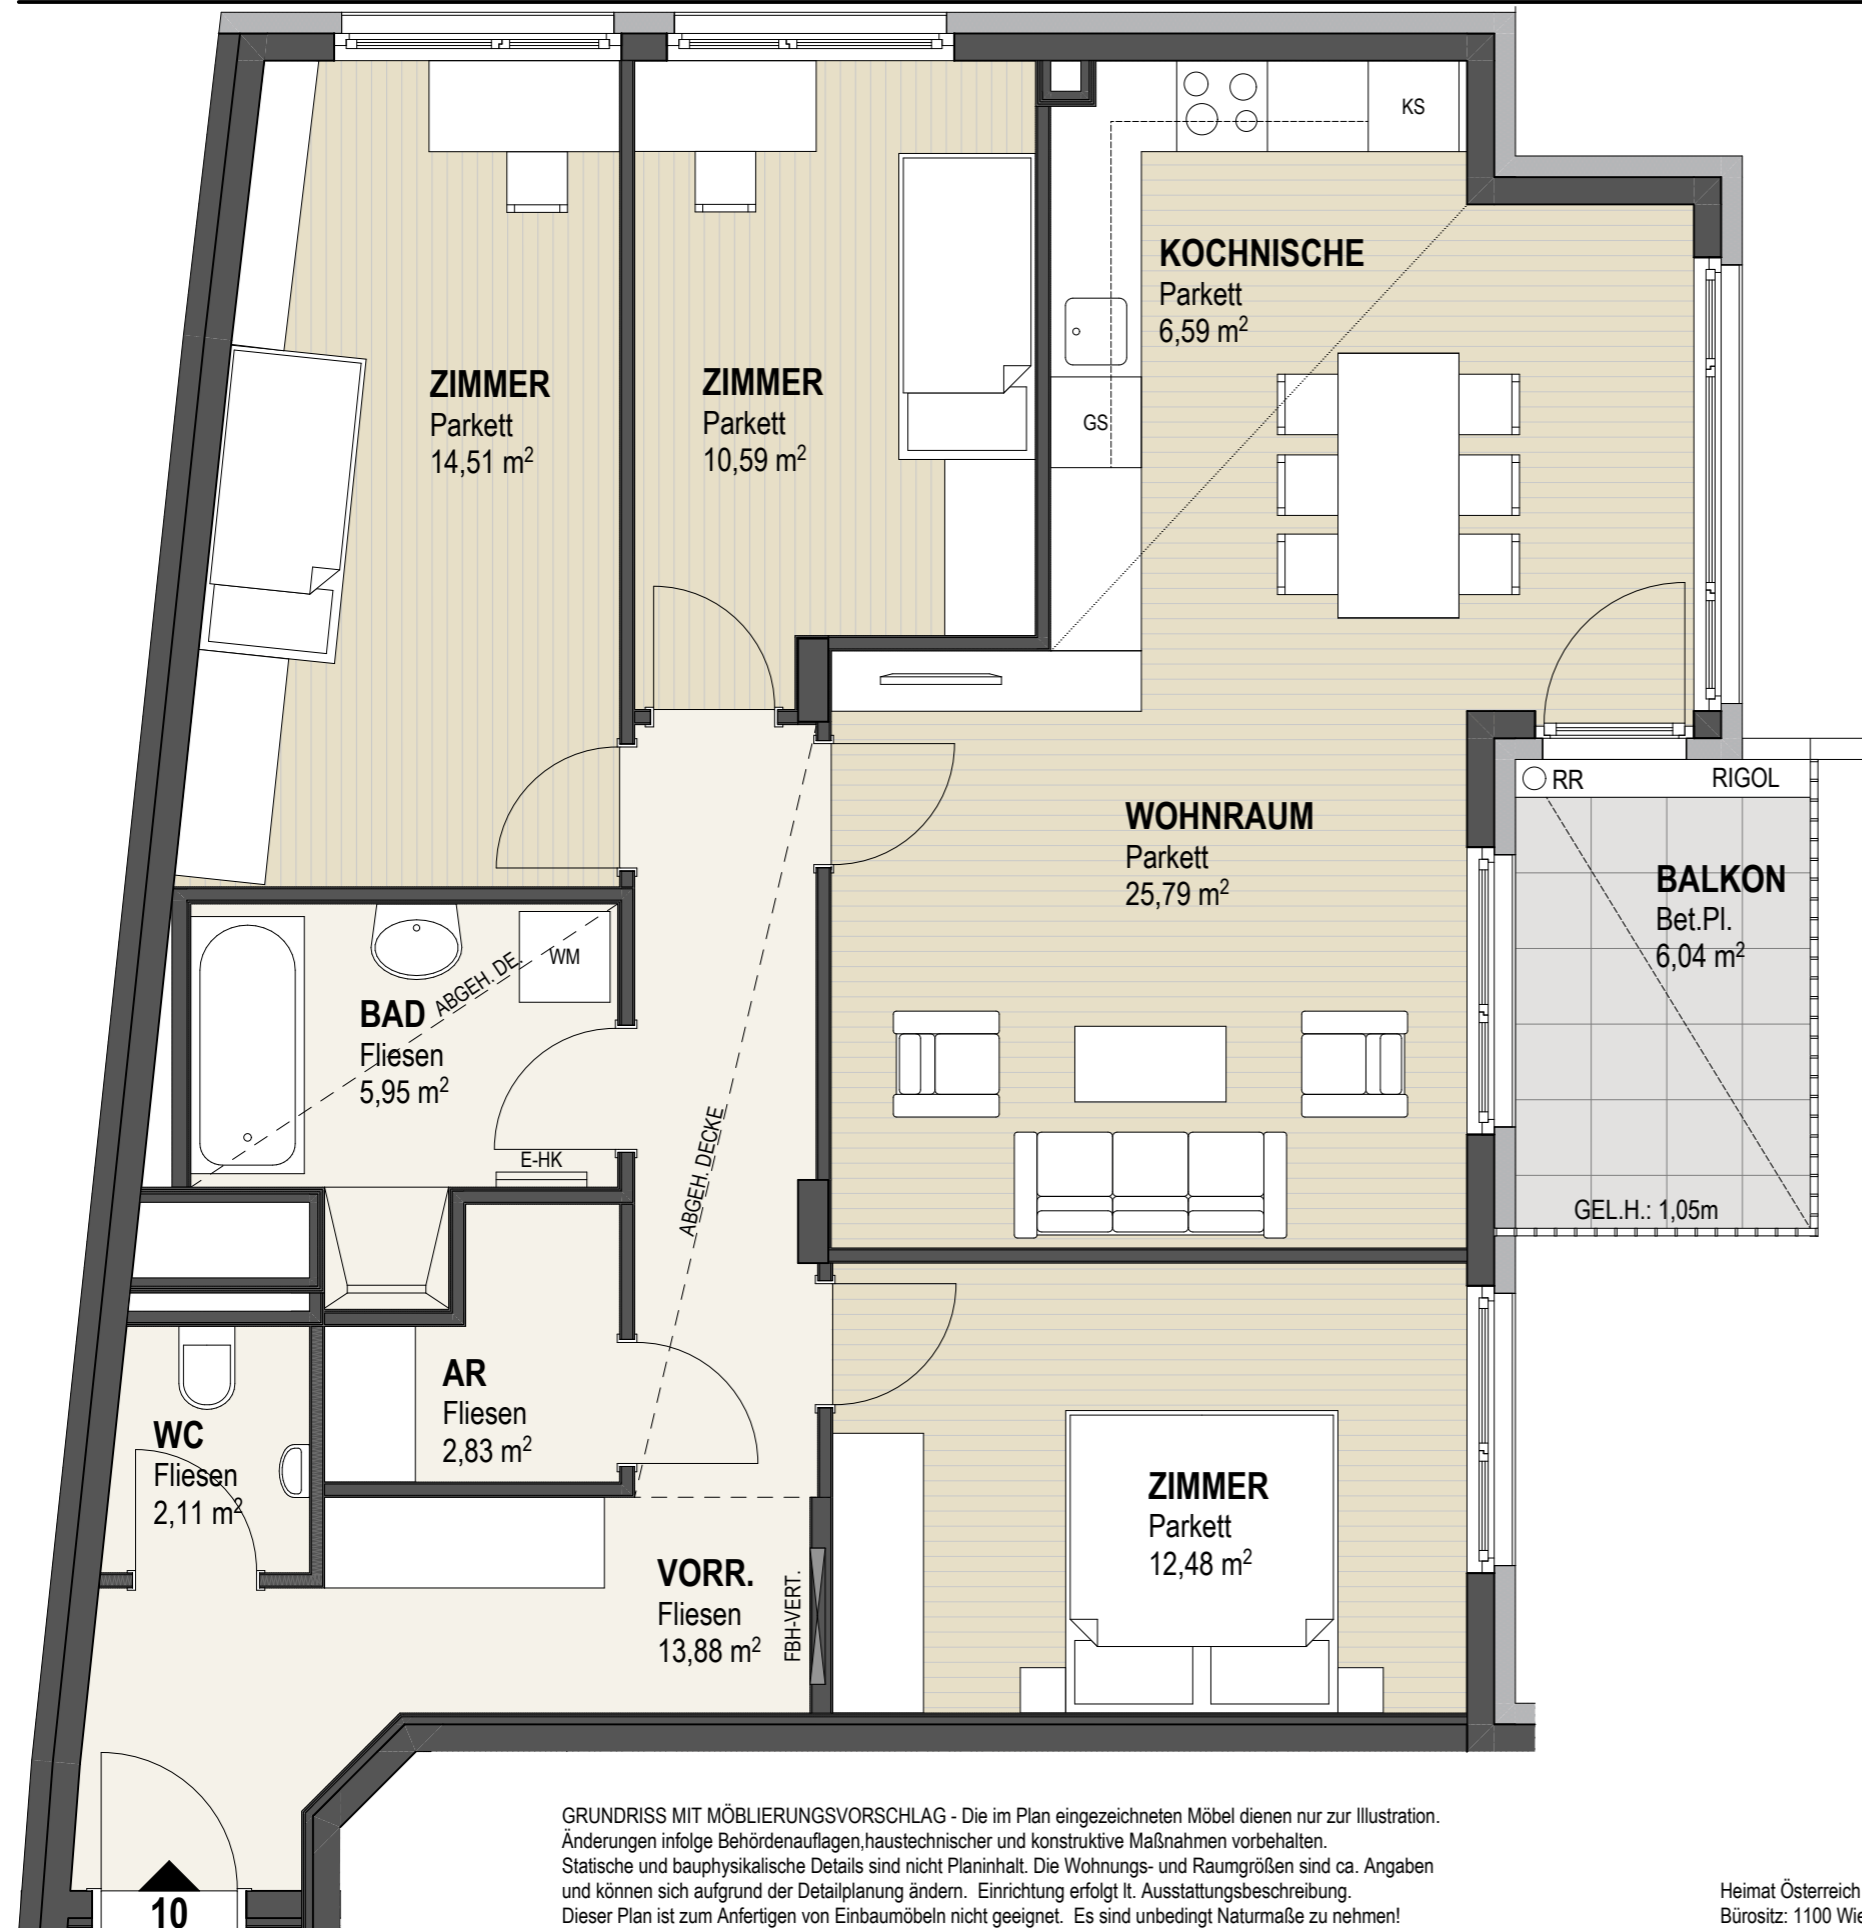 KS
KOCHNISCHE
Parkett
6,59 m²
ZIMMER
Parkett
14,51 m²
ZIMMER
Parkett
10,59 m²
GS
RR
RIGOL
WOHNRAUM
Parkett
25,79 m²
BALKON
Bet.Pl.
6,04 m²
GEL.H.: 1,05m
WM
ABGEH. DE.
BAD
Fliesen
5,95 m²
E-HK
ABGEH. DECKE
AR
Fliesen
2,83 m²
WC
Fliesen
2,11 m²
ZIMMER
Parkett
12,48 m²
VORR.
Fliesen
13,88 m²
FBH-VERT.
10
GRUNDRISS MIT MÖBLIERUNGSVORSCHLAG - Die im Plan eingezeichneten Möbel dienen nur zur Illustration.
Änderungen infolge Behördenauflagen,haustechnischer und konstruktive Maßnahmen vorbehalten.
Statische und bauphysikalische Details sind nicht Planinhalt. Die Wohnungs- und Raumgrößen sind ca. Angaben
und können sich aufgrund der Detailplanung ändern. Einrichtung erfolgt lt. Ausstattungsbeschreibung.
Dieser Plan ist zum Anfertigen von Einbaumöbeln nicht geeignet. Es sind unbedingt Naturmaße zu nehmen!
Heimat Österreich
Bürositz: 1100